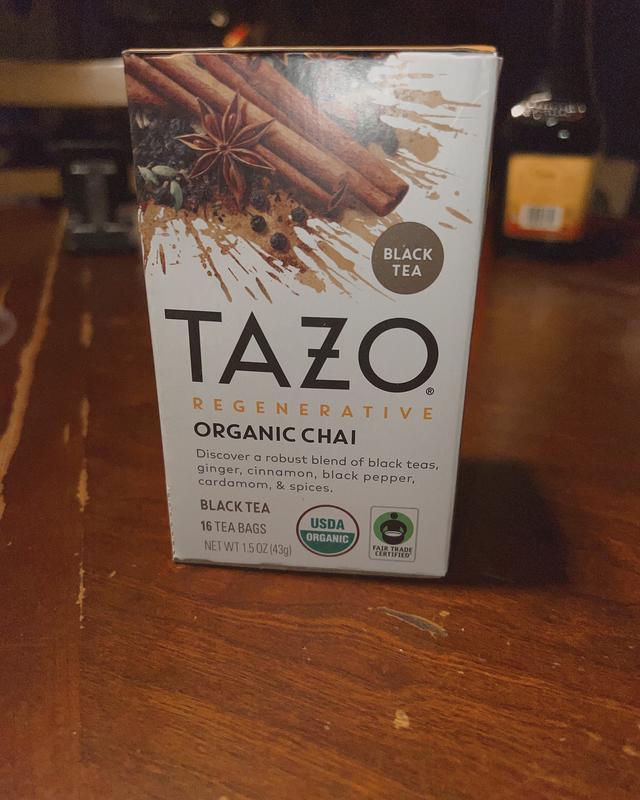 BLACK
TEA
TAZO®
REGENERATIVE
ORGANIC CHAI
Discover a robust blend of black teas,
ginger, cinnamon, black pepper,
cardamom, & spices.
BLACK TEA
16 TEA BAGS
NET WT 1.5 OZ (43g)
USDA
ORGANIC
FAIR TRADE
CERTIFIED